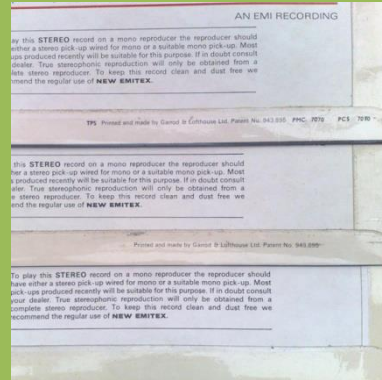 AN EMI RECORDING
ay this STEREO record on a mono reproducer the reproducer should
either a stereo pick-up wired for mono or a suitable mono pick-up. Most
ups produced recently will be suitable for this purpose. If in doubt consult
dealer. True stereophonic reproduction will only be obtained from a
lete stereo reproducer. To keep this record clean and dust free we
mmend the regular use of NEW EMITEX.
TPS Printed and made by Garrod & Lofthouse Ltd. Patent No. 943,895 PMC 7070 PCS 7070
this STEREO record on a mono reproducer the reproducer should
her a stereo pick-up wired for mono or a suitable mono pick-up. Most
s produced recently will be suitable for this purpose. If in doubt consult
aler. True stereophonic reproduction will only be obtained from a
e stereo reproducer. To keep this record clean and dust free we
end the regular use of NEW EMITEX.
Printed and made by Garrod & Lofthouse Ltd. Patent No.
To play this STEREO record on a mono reproducer the reproducer should
have either a stereo pick-up wired for mono or a suitable mono pick-up. Most
pick-ups produced recently will be suitable for this purpose. If in doubt consult
your dealer. True stereophonic reproduction will only be obtained from a
complete stereo reproducer. To keep this record clean and dust free we
recommend the regular use of NEW EMITEX.